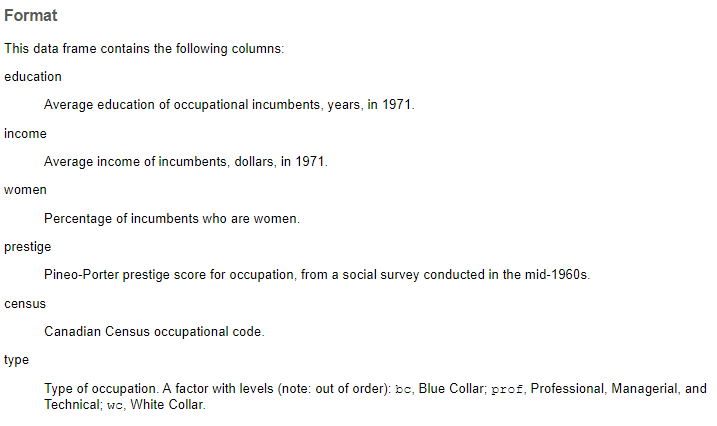 Format
This data frame contains the following columns:
education
Average education of occupational incumbents, years, in 1971.
income
Average income of incumbents, dollars, in 1971.
women
Percentage of incumbents who are women.
prestige
Pineo-Porter prestige score for occupation, from a social survey conducted in the mid-1960s.
census
Canadian Census occupational code.
type
Type of occupation. A factor with levels (note: out of order): bc, Blue Collar; prof, Professional, Managerial, and
Technical; wc, White Collar.